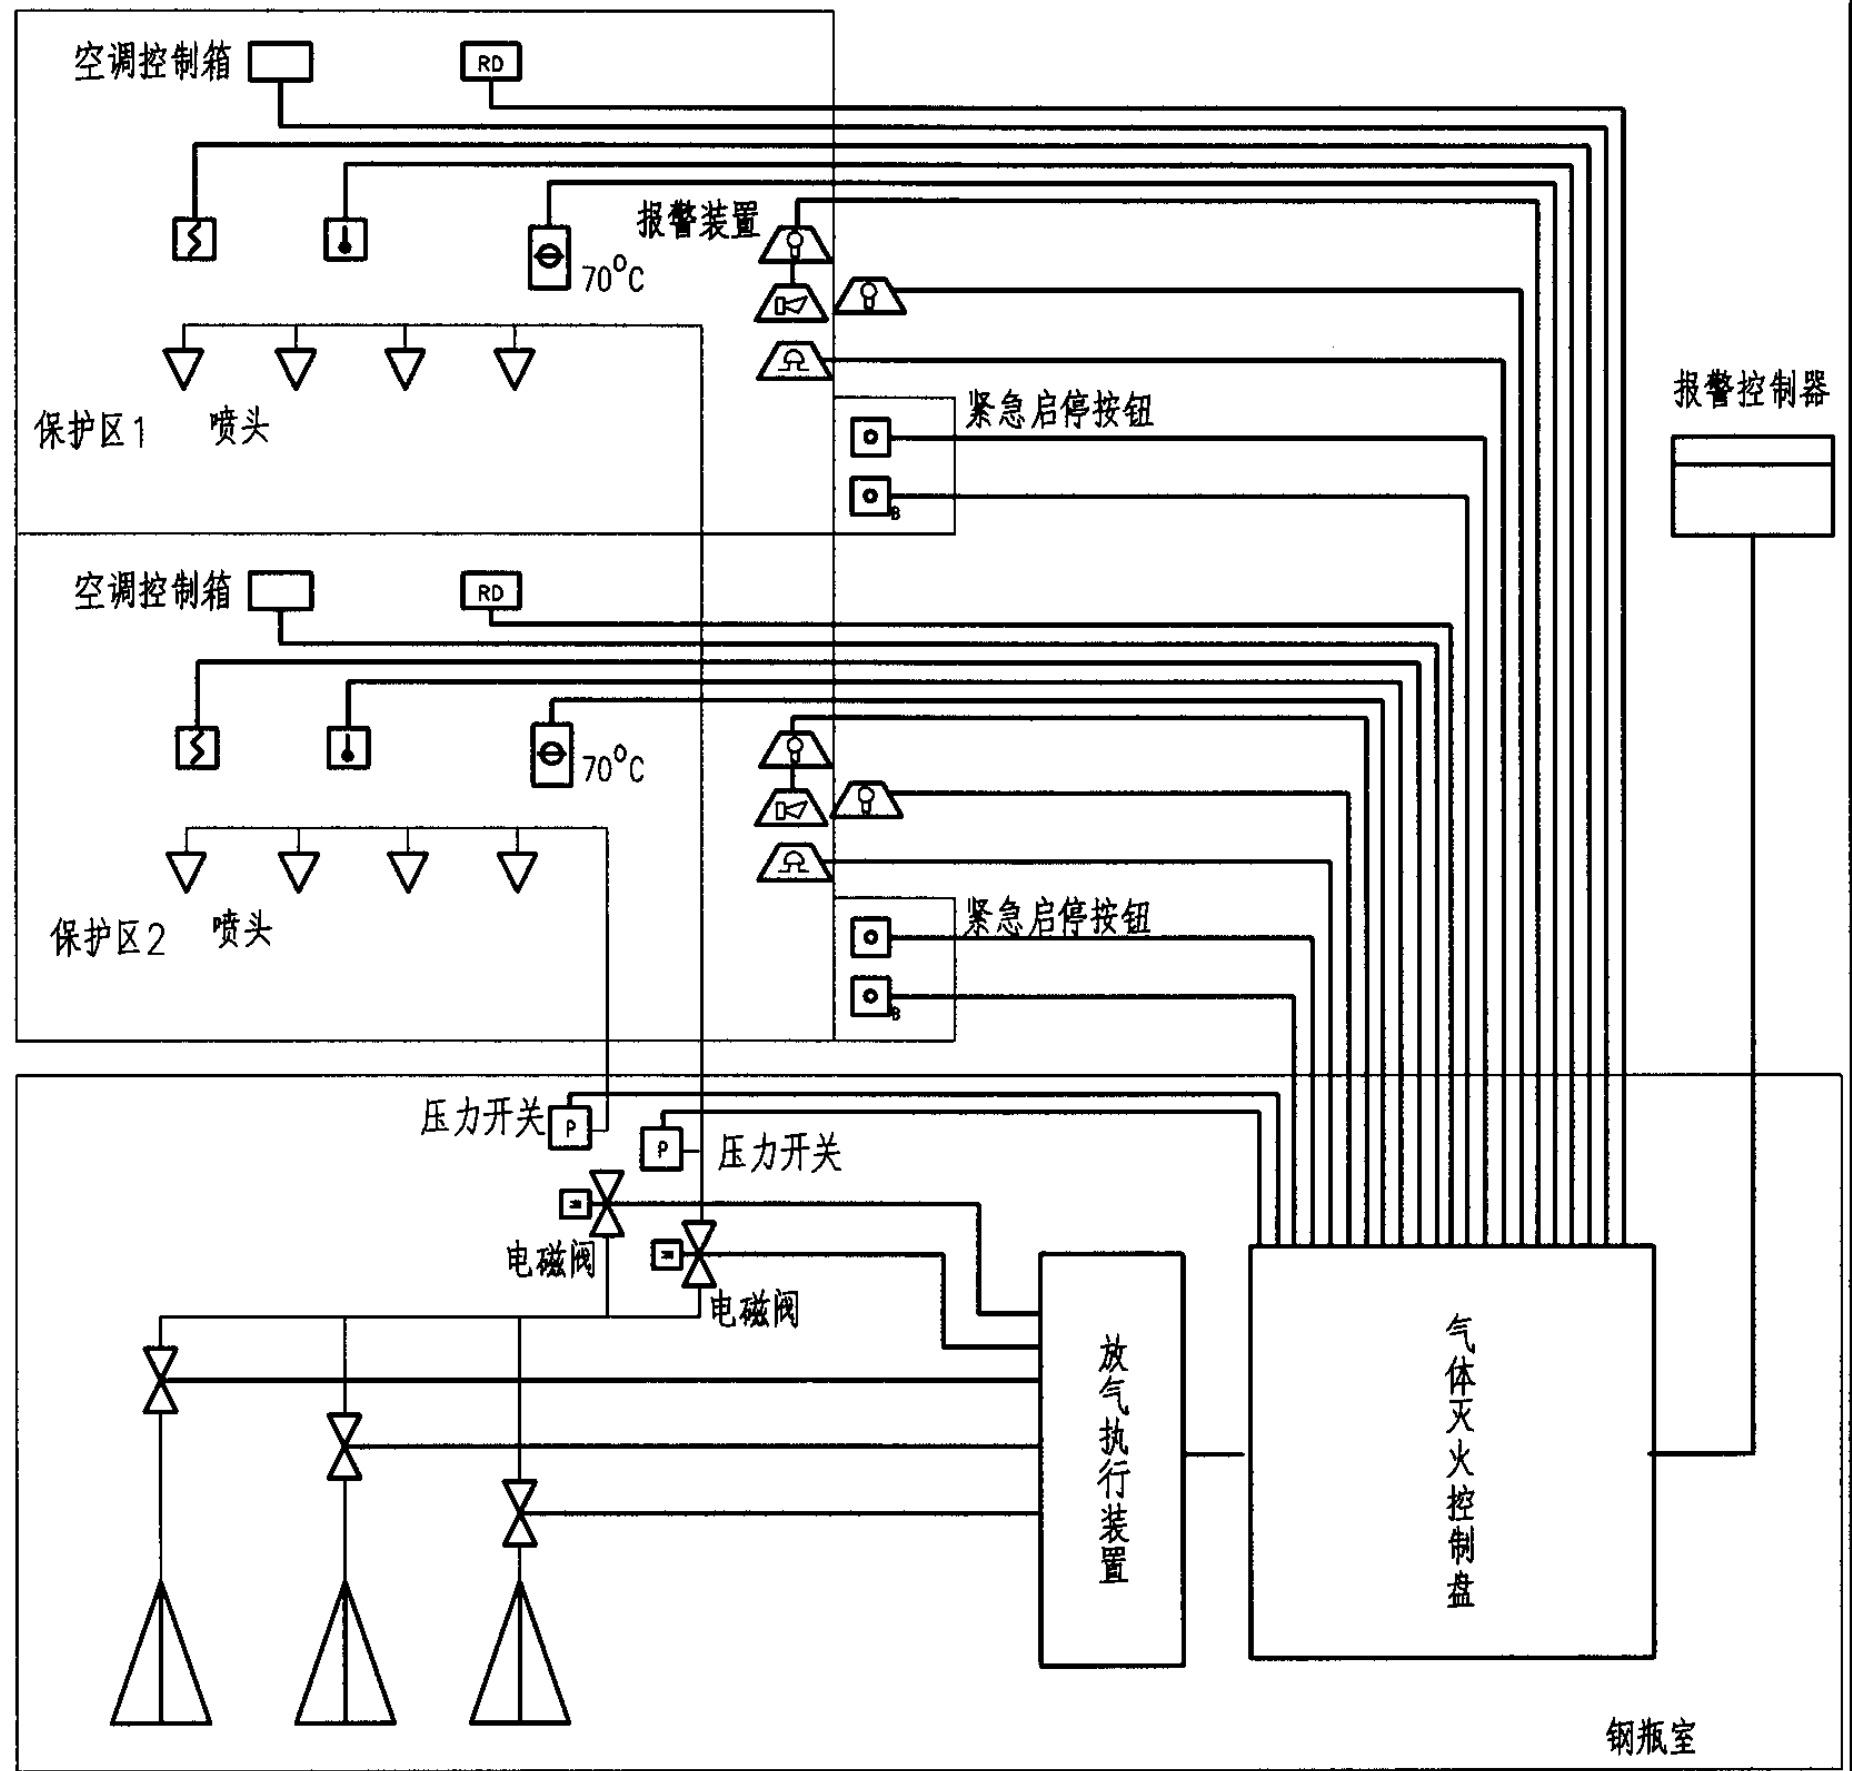 空调控制箱
RD
报警装置
70°C
报警控制器
紧急启停按钮
保护区1
喷头
B
空调控制箱
RD
70°C
紧急启停按钮
保护区2
喷头
B
压力开关
P
P
压力开关
电磁阀
M
M
电磁阀
放气执行装置
气体灭火控制盘
钢瓶室